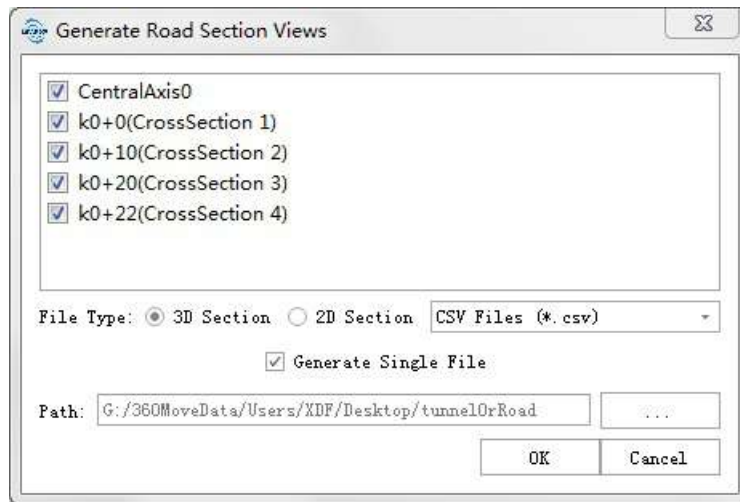 Generate Road Section Views
CentralAxis0
k0+0(CrossSection 1)
k0+10(CrossSection 2)
k0+20(CrossSection 3)
k0+22(CrossSection 4)
File Type: 3D Section 2D Section CSV Files (*.csv)
Generate Single File
Path: G:/360MoveData/Users/XDF/Desktop/tunnelOrRoad ...
OK Cancel